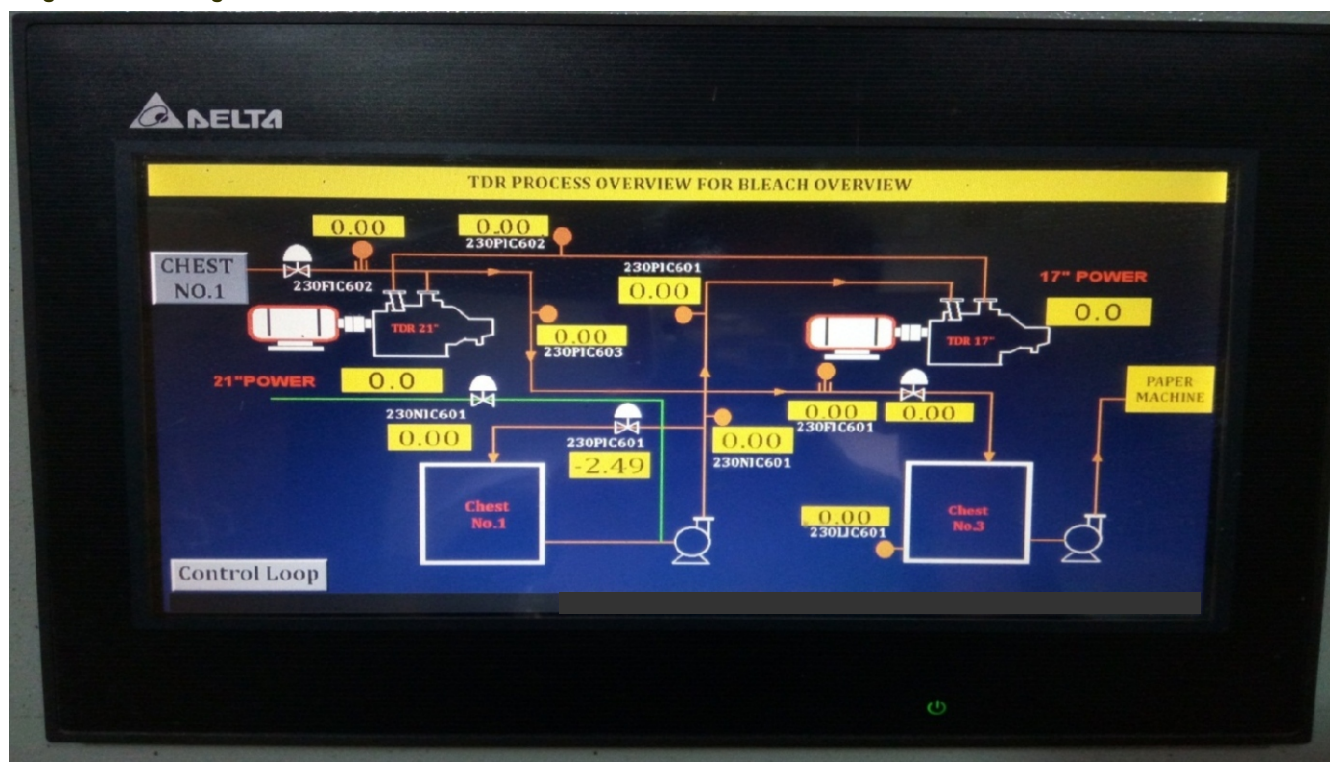 DELTA
TDR PROCESS OVERVIEW FOR BLEACH OVERVIEW
0.00
0.00
230PIC602
CHEST
NO.1
230FIC602
230PIC601
0.00
17" POWER
0.0
TDR 21"
0.00
230PIC603
TDR 17"
21"POWER
0.0
PAPER
MACHINE
230NIC601
0.00
230PIC601
-2.49
0.00
230NIC601
0.00
230FIC601
0.00
Chest
No.1
0.00
230LIC601
Chest
No.3
Control Loop